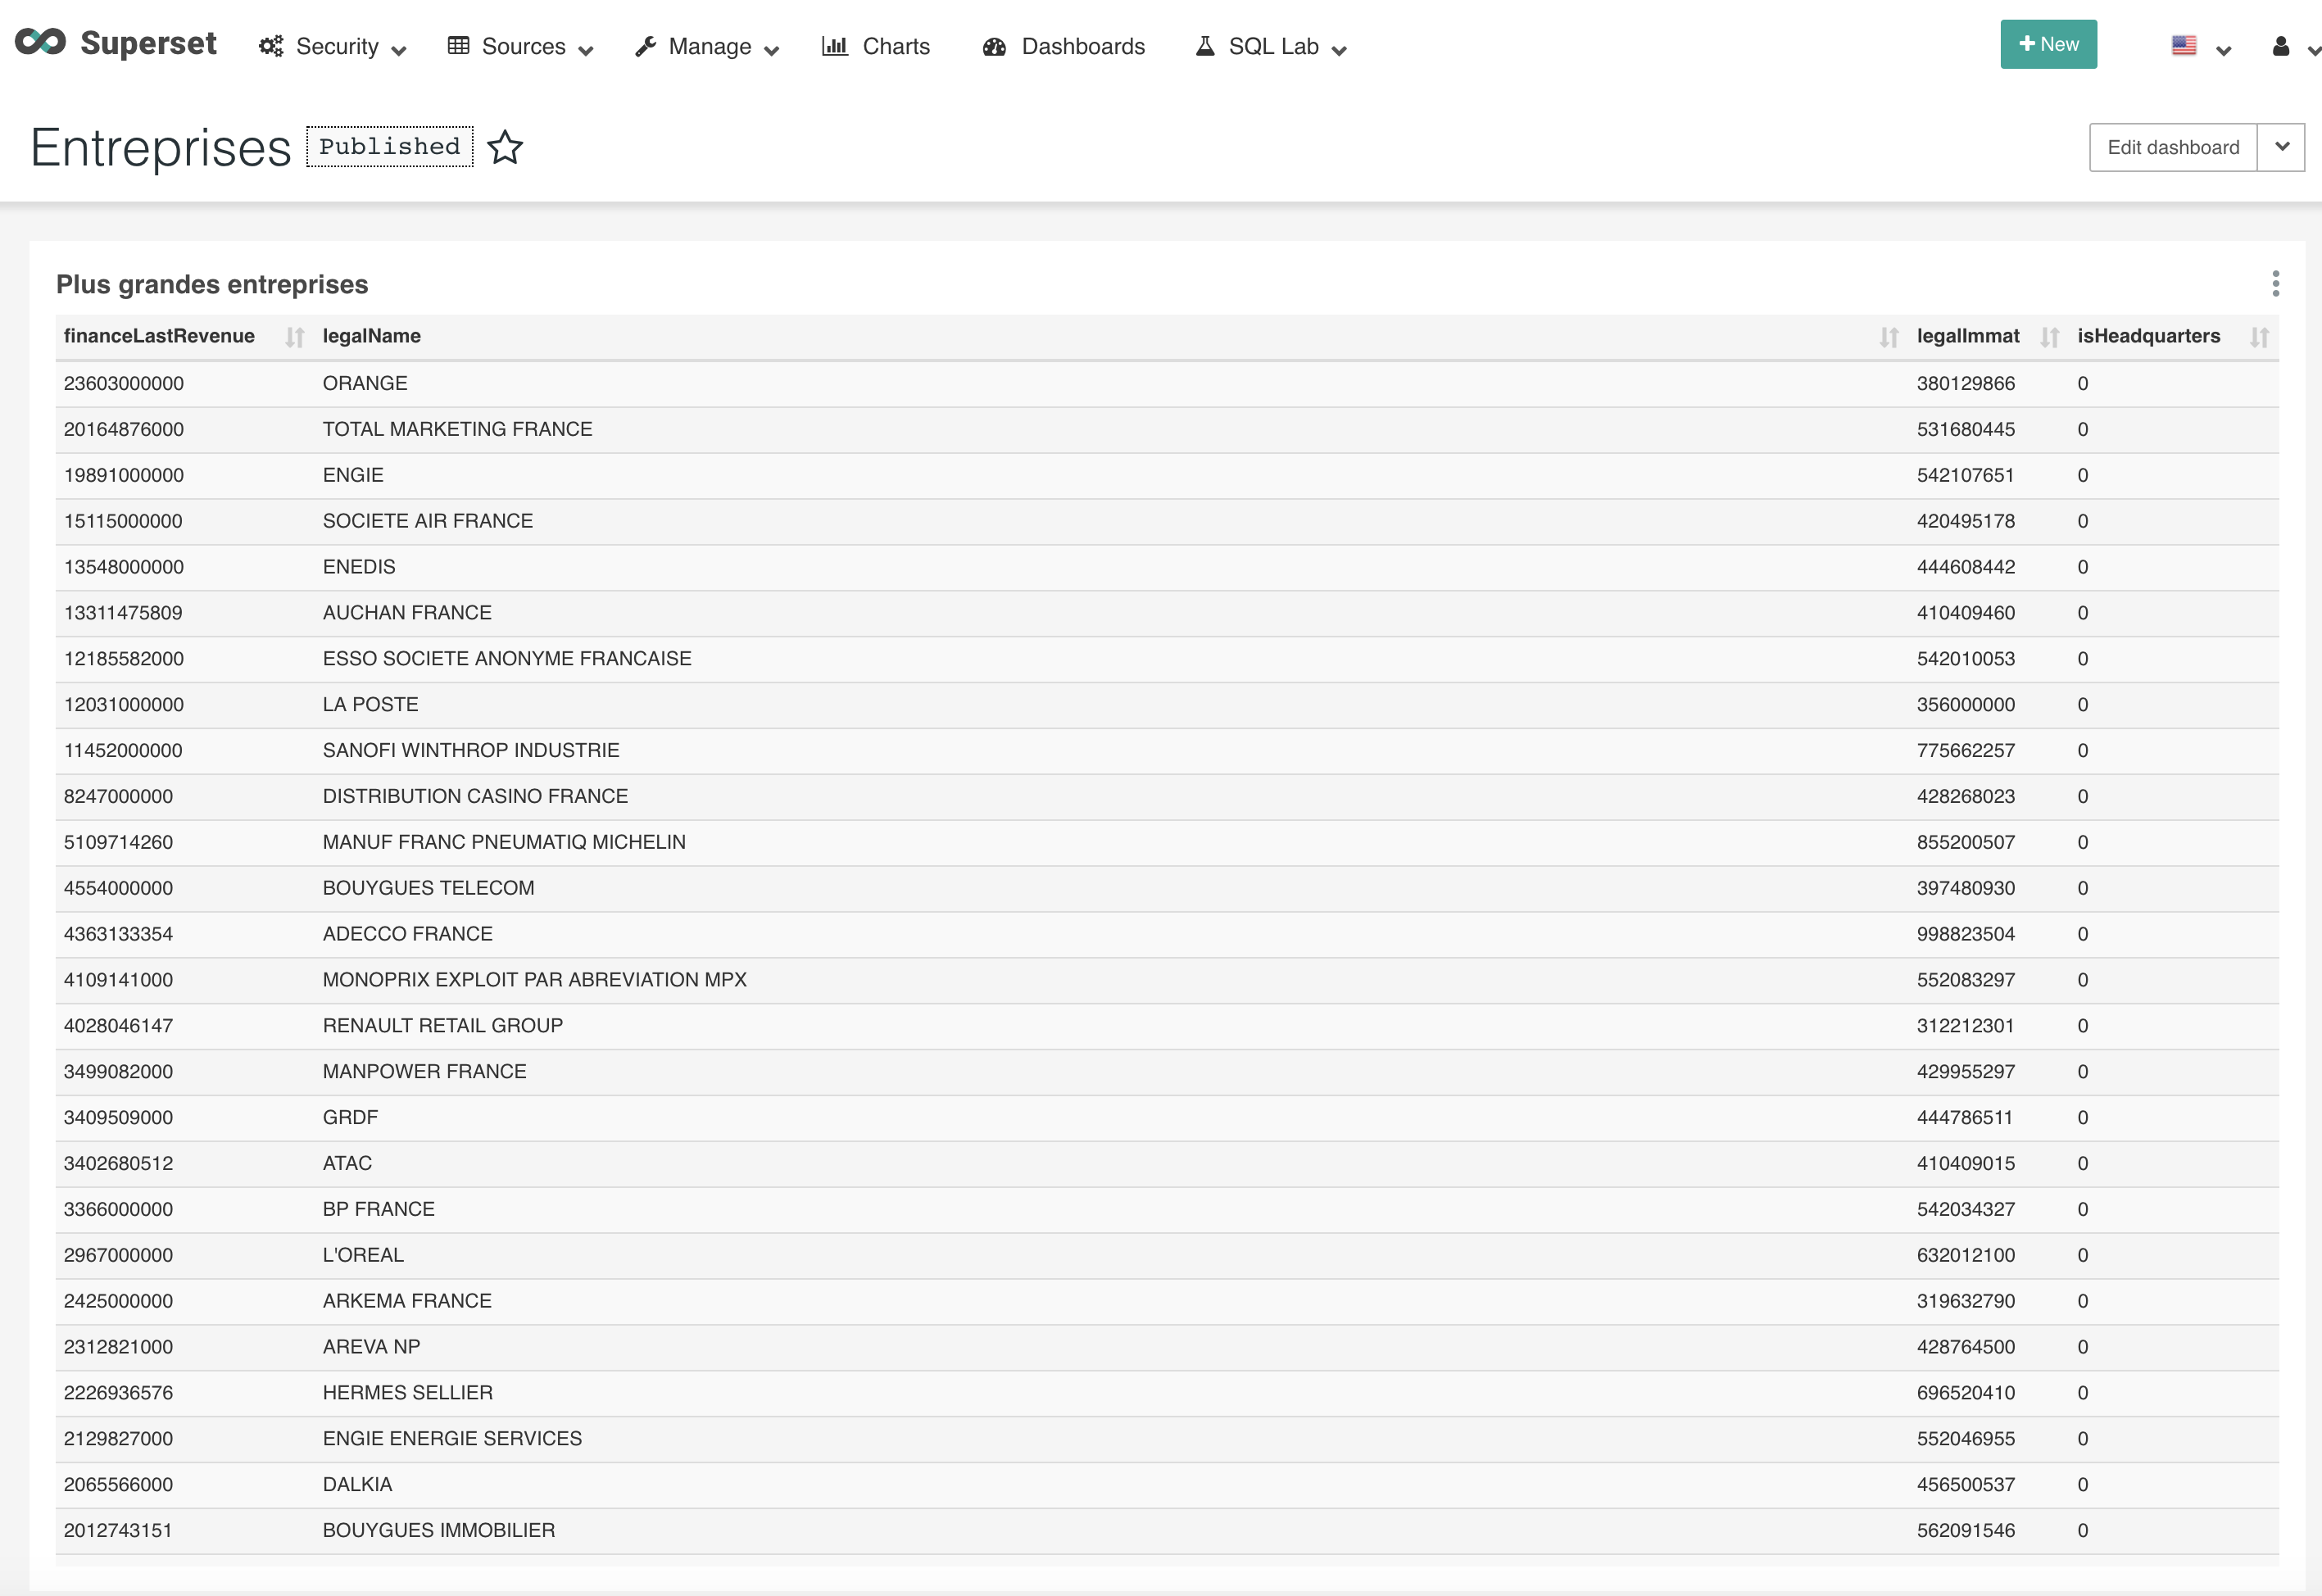 Superset Security Sources Manage Charts Dashboards SQL Lab + New
Entreprises Published Edit dashboard
Plus grandes entreprises
financeLastRevenue legalName legalImmat isHeadquarters
23603000000 ORANGE 380129866 0
20164876000 TOTAL MARKETING FRANCE 531680445 0
19891000000 ENGIE 542107651 0
15115000000 SOCIETE AIR FRANCE 420495178 0
13548000000 ENEDIS 444608442 0
13311475809 AUCHAN FRANCE 410409460 0
12185582000 ESSO SOCIETE ANONYME FRANCAISE 542010053 0
12031000000 LA POSTE 356000000 0
11452000000 SANOFI WINTHROP INDUSTRIE 775662257 0
8247000000 DISTRIBUTION CASINO FRANCE 428268023 0
5109714260 MANUF FRANC PNEUMATIQ MICHELIN 855200507 0
4554000000 BOUYGUES TELECOM 397480930 0
4363133354 ADECCO FRANCE 998823504 0
4109141000 MONOPRIX EXPLOIT PAR ABREVIATION MPX 552083297 0
4028046147 RENAULT RETAIL GROUP 312212301 0
3499082000 MANPOWER FRANCE 429955297 0
3409509000 GRDF 444786511 0
3402680512 ATAC 410409015 0
3366000000 BP FRANCE 542034327 0
2967000000 L'OREAL 632012100 0
2425000000 ARKEMA FRANCE 319632790 0
2312821000 AREVA NP 428764500 0
2226936576 HERMES SELLIER 696520410 0
2129827000 ENGIE ENERGIE SERVICES 552046955 0
2065566000 DALKIA 456500537 0
2012743151 BOUYGUES IMMOBILIER 562091546 0